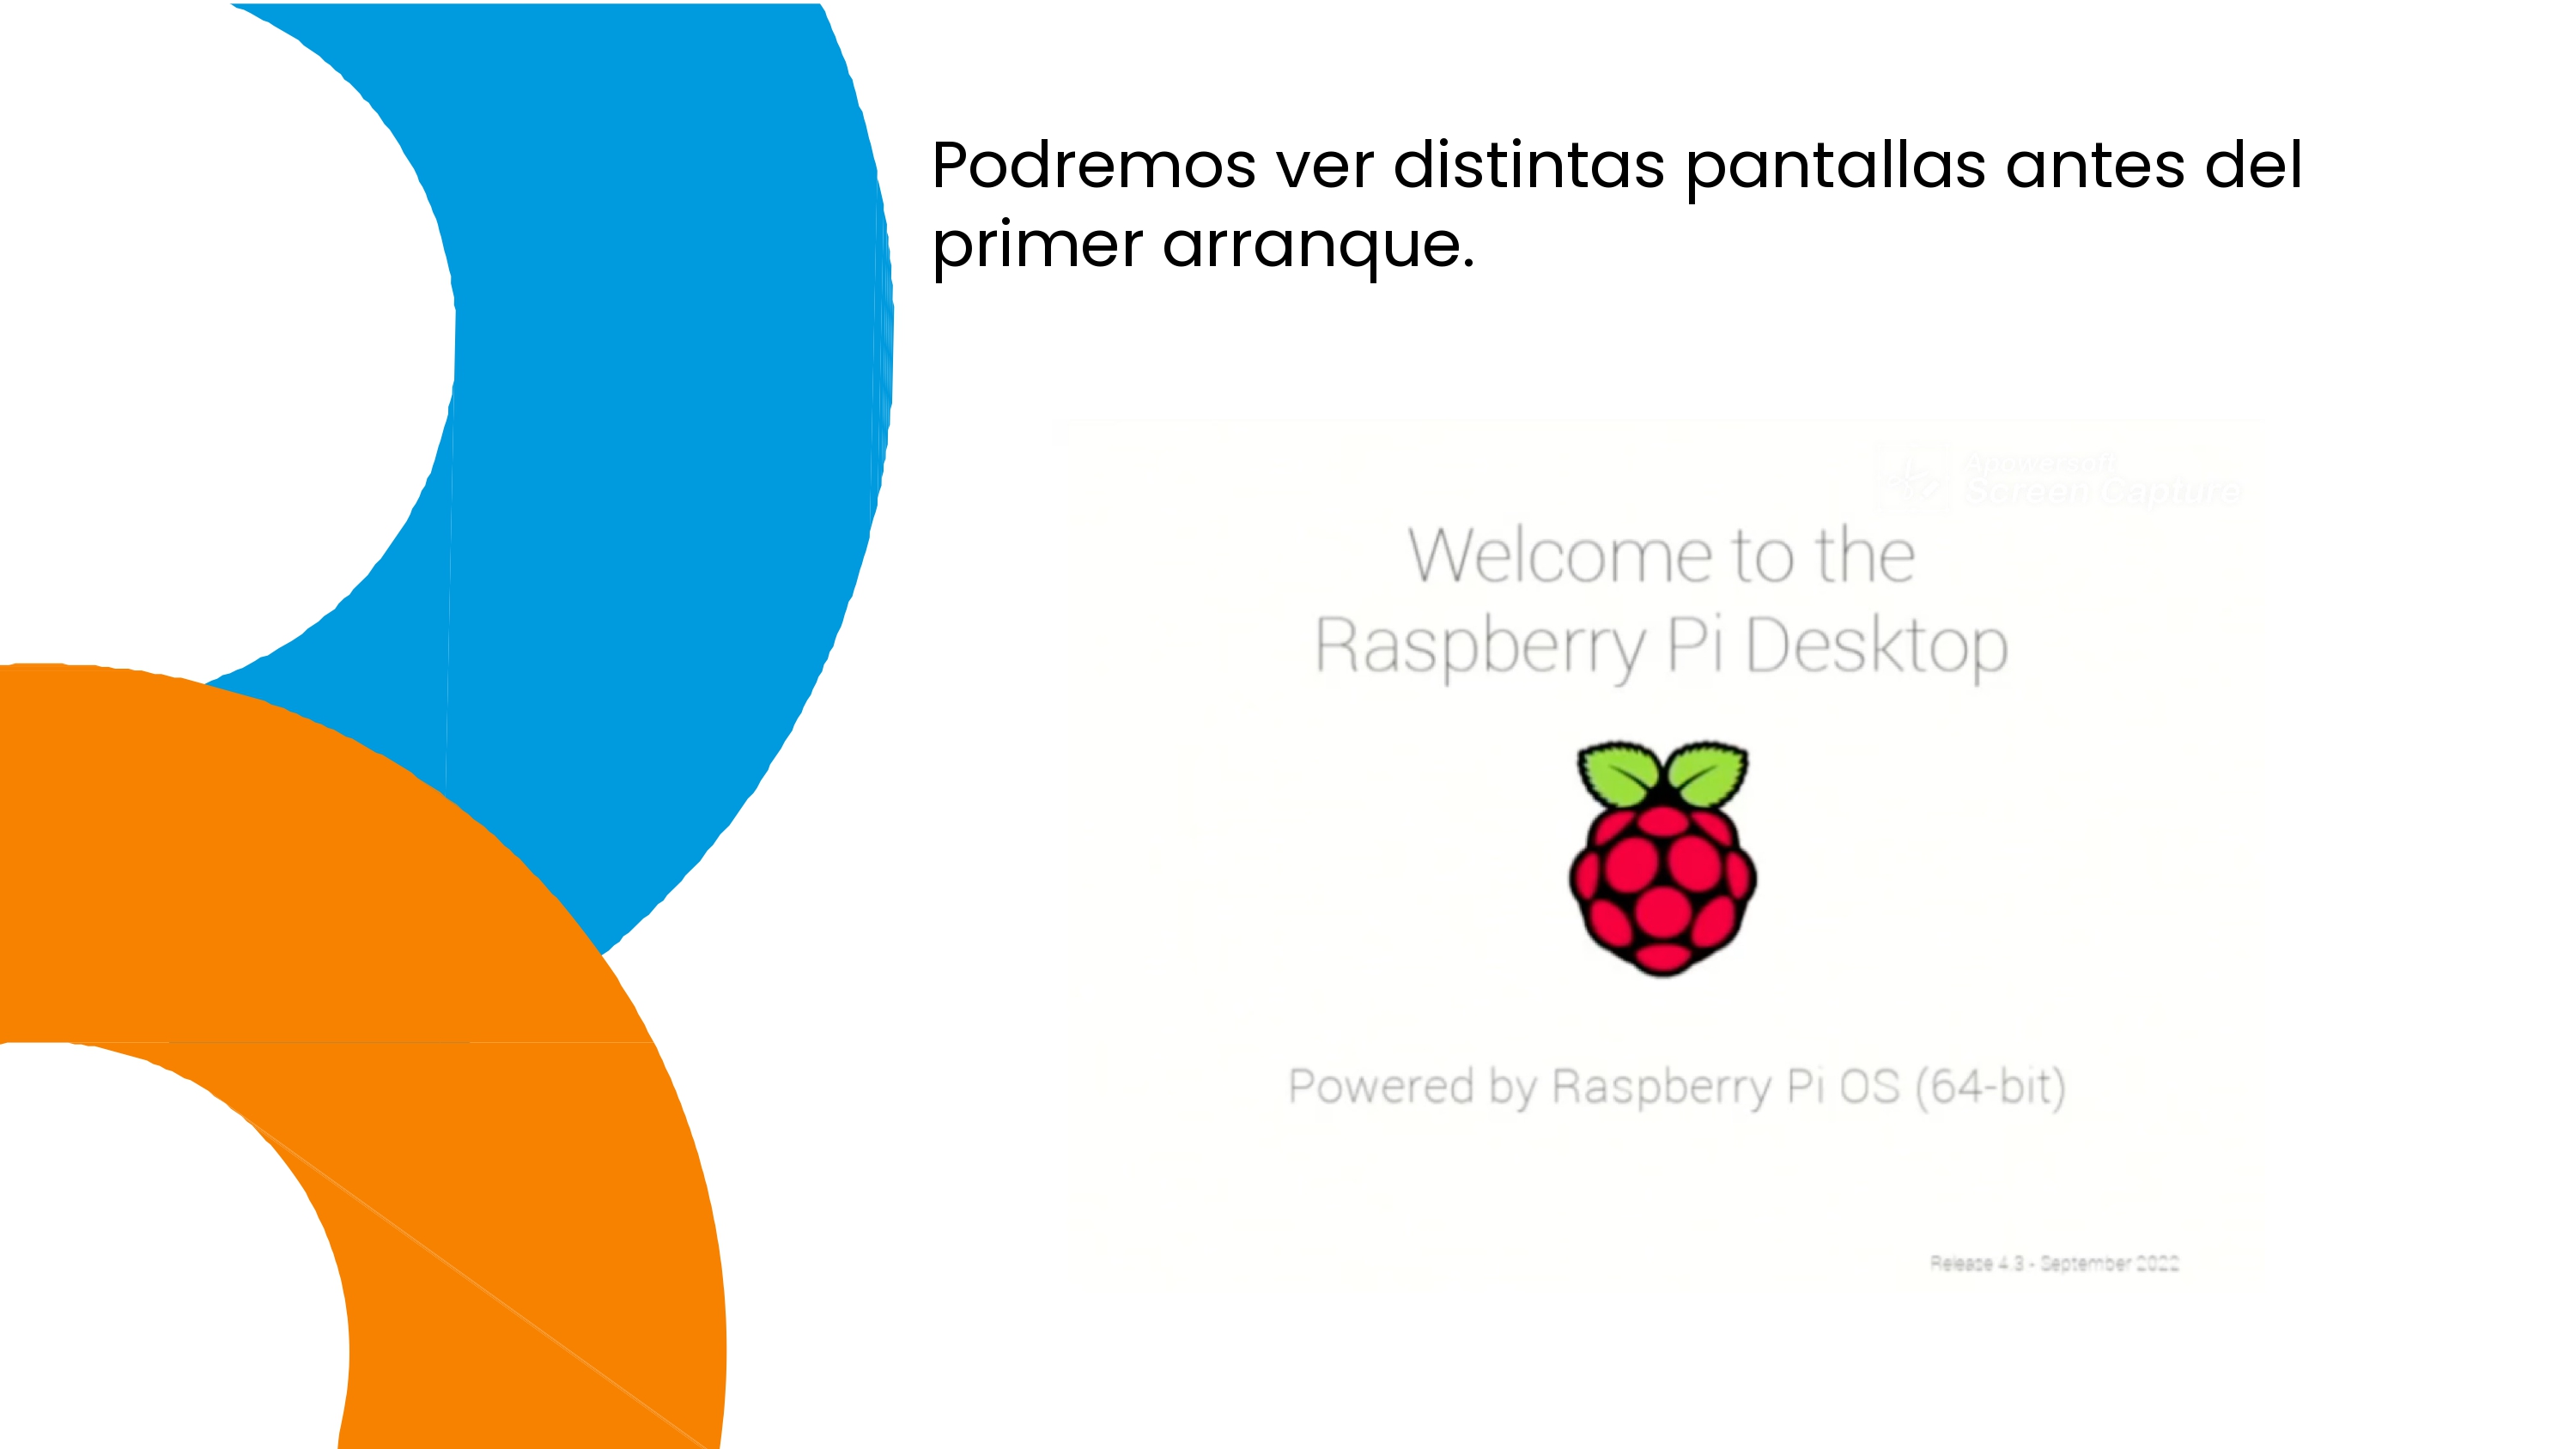 Podremos ver distintas pantallas antes del
primer arranque.
Apowersoft
Screen Capture
Welcome to the
Raspberry Pi Desktop
Powered by Raspberry Pi OS (64-bit)
Release 4.3 - September 2022